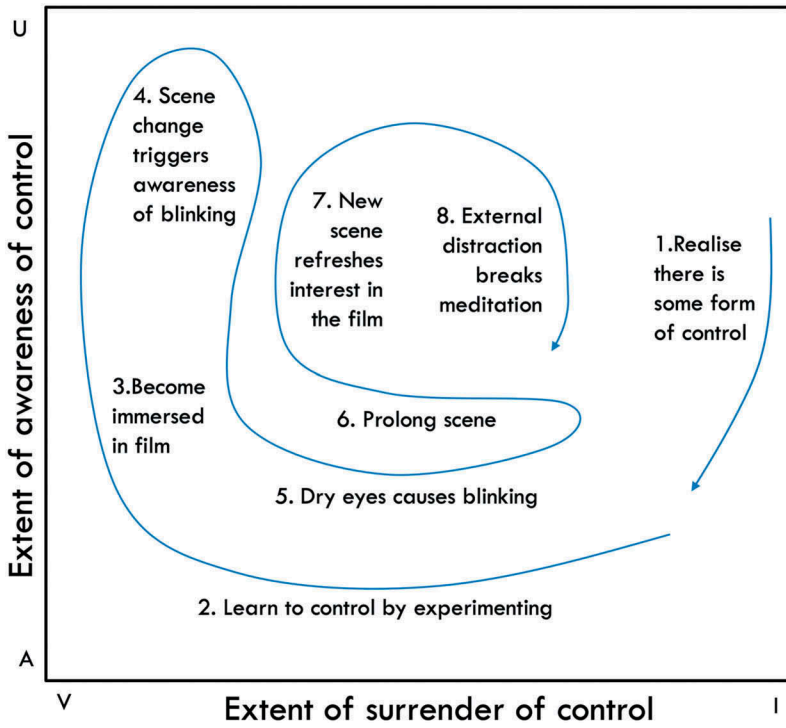 U
Extent of awareness of control
A
4. Scene
change
triggers
awareness
of blinking
7. New
scene
refreshes
interest in
the film
8. External
distraction
breaks
meditation
1.Realise
there is
some form
of control
3.Become
immersed
in film
6. Prolong scene
5. Dry eyes causes blinking
2. Learn to control by experimenting
V
Extent of surrender of control
I